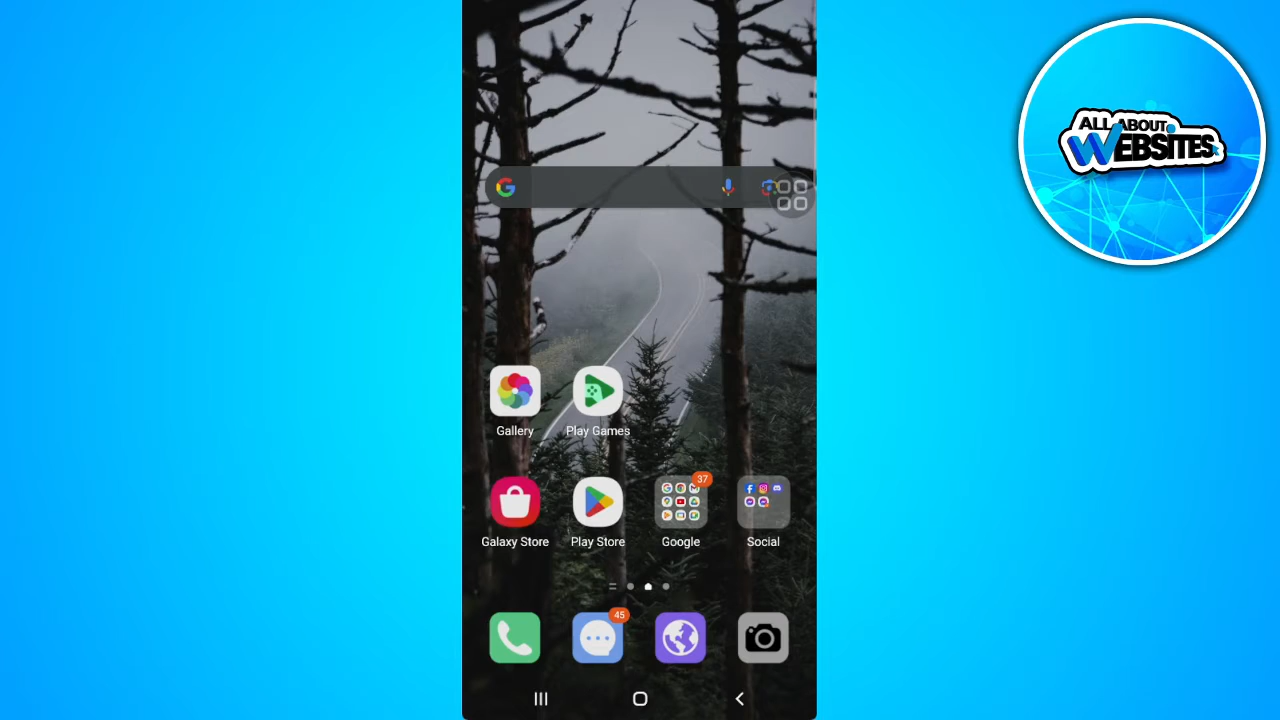 ALL ABOUT
WEBSITES
Gallery
Play Games
37
Galaxy Store
Play Store
Google
Social
45